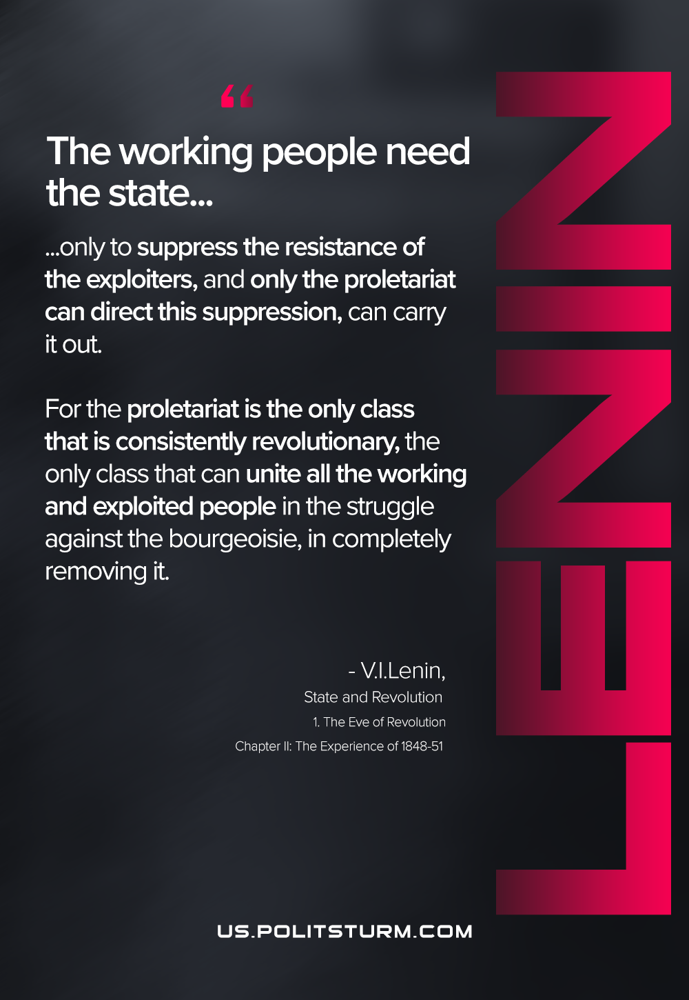 “
The working people need
the state...
...only to suppress the resistance of
the exploiters, and only the proletariat
can direct this suppression, can carry
it out.
For the proletariat is the only class
that is consistently revolutionary, the
only class that can unite all the working
and exploited people in the struggle
against the bourgeoisie, in completely
removing it.
- V.I.Lenin,
State and Revolution
1. The Eve of Revolution
Chapter II: The Experience of 1848-51
LENIN
US.POLITSTURM.COM